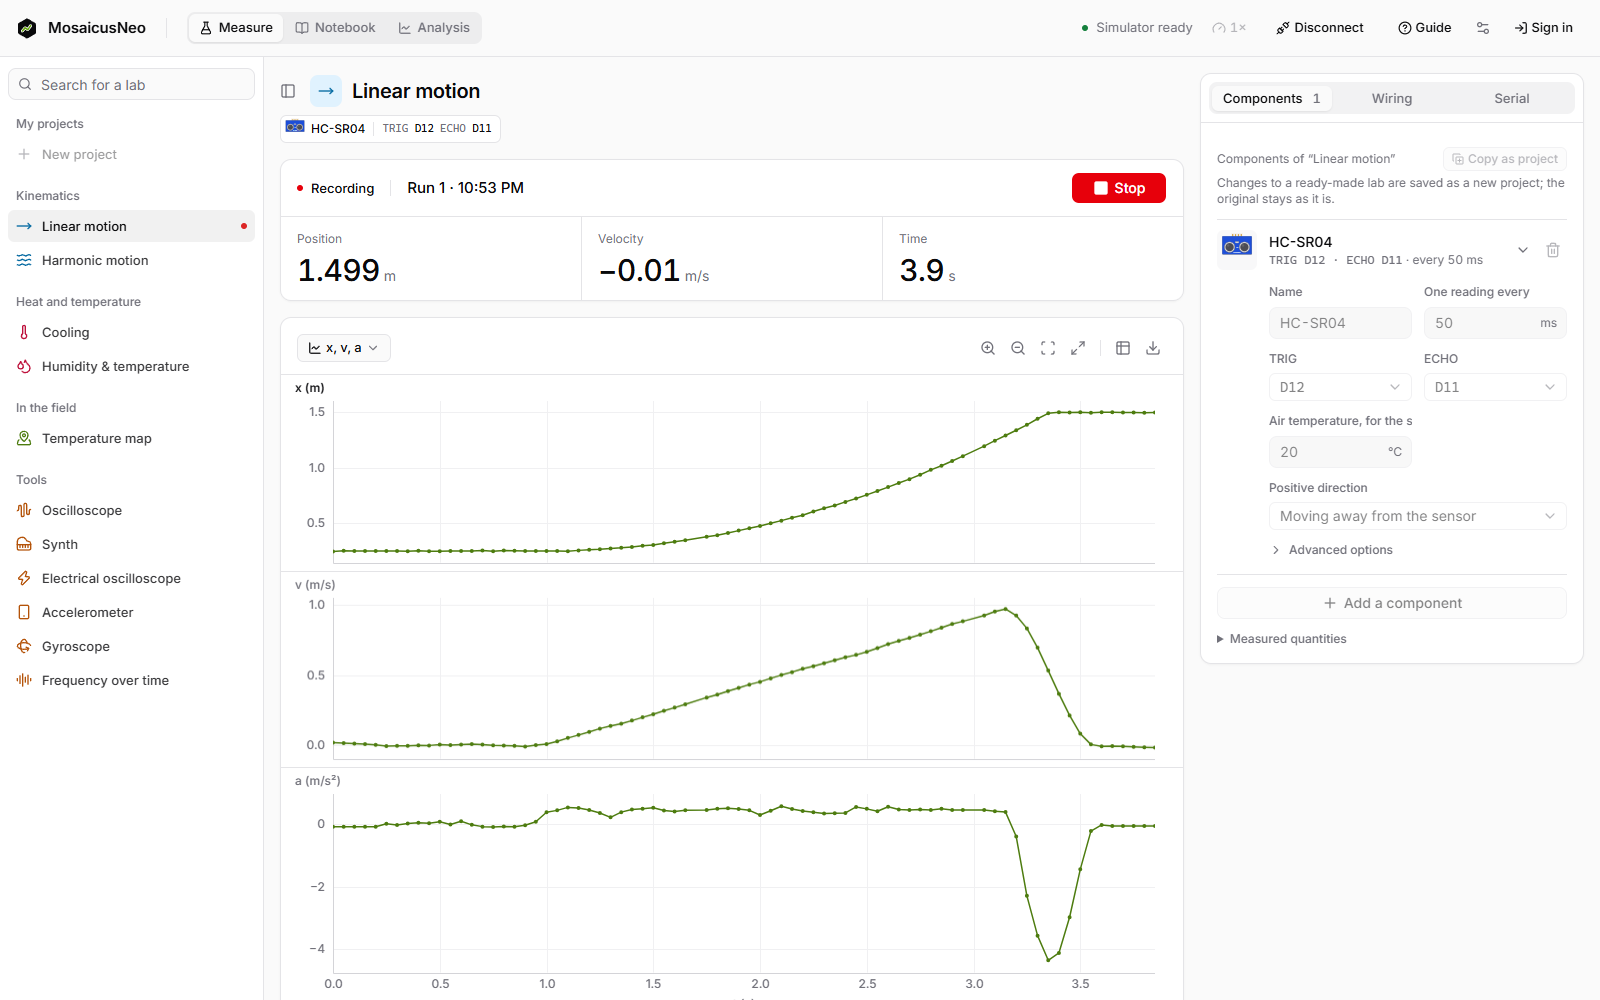 MosaicusNeo
Measure
Notebook
Analysis
Simulator ready
1×
Disconnect
Guide
Sign in
Search for a lab
My projects
New project
Kinematics
Linear motion
Harmonic motion
Heat and temperature
Cooling
Humidity & temperature
In the field
Temperature map
Tools
Oscilloscope
Synth
Electrical oscilloscope
Accelerometer
Gyroscope
Frequency over time
Linear motion
HC-SR04 TRIG D12 ECHO D11
Recording
Run 1 · 10:53 PM
Stop
Position
1.499 m
Velocity
−0.01 m/s
Time
3.9 s
x, v, a
x (m)
1.5
1.0
0.5
v (m/s)
1.0
0.5
0.0
a (m/s²)
0
−2
−4
0.0 0.5 1.0 1.5 2.0 2.5 3.0 3.5
Components 1
Wiring
Serial
Components of “Linear motion”
Copy as project
Changes to a ready-made lab are saved as a new project; the
original stays as it is.
HC-SR04
TRIG D12 · ECHO D11 · every 50 ms
Name
One reading every
HC-SR04
50 ms
TRIG
ECHO
D12
D11
Air temperature, for the s
20 °C
Positive direction
Moving away from the sensor
Advanced options
Add a component
Measured quantities